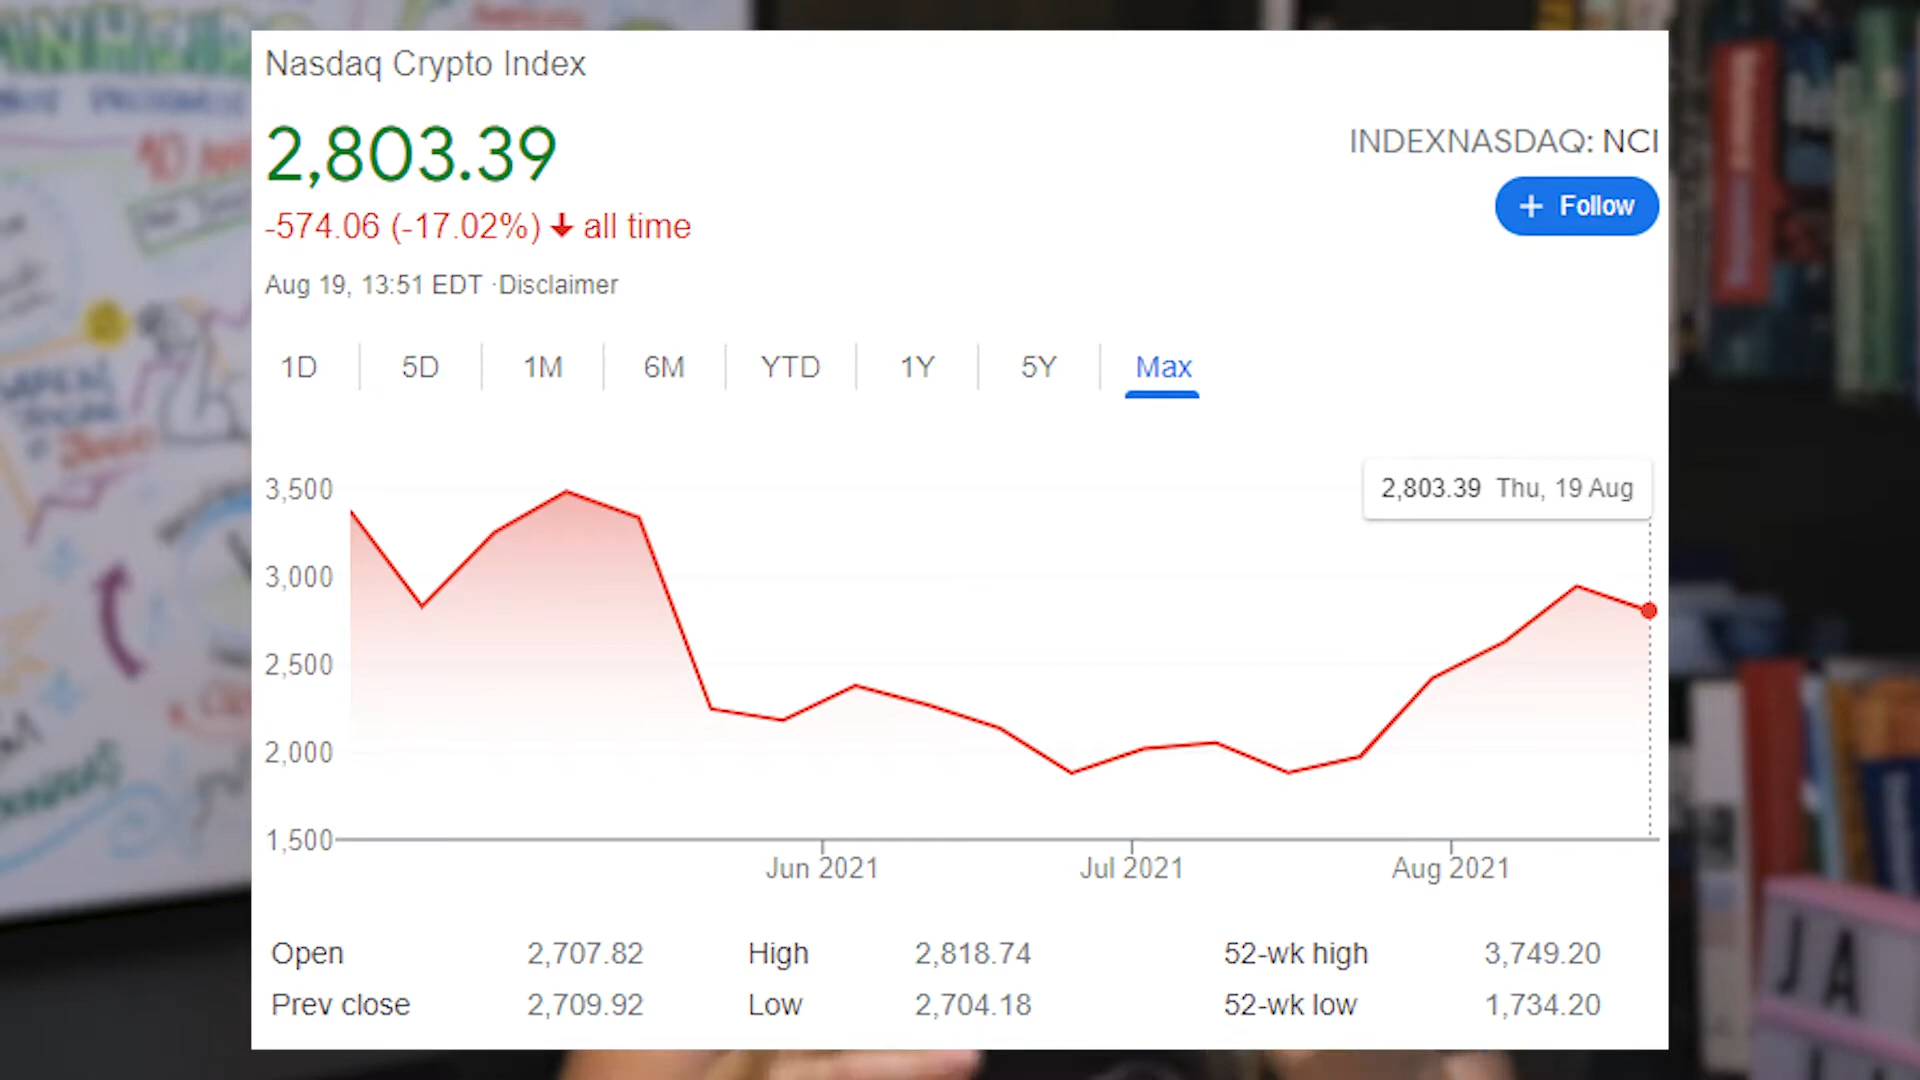 Nasdaq Crypto Index
2,803.39
INDEXNASDAQ: NCI
+ Follow
-574.06 (-17.02%) ↓ all time
Aug 19, 13:51 EDT ·Disclaimer
1D 5D 1M 6M YTD 1Y 5Y Max
2,803.39 Thu, 19 Aug
3,500
3,000
2,500
2,000
1,500
Jun 2021 Jul 2021 Aug 2021
Open 2,707.82 High 2,818.74 52-wk high 3,749.20
Prev close 2,709.92 Low 2,704.18 52-wk low 1,734.20
JA